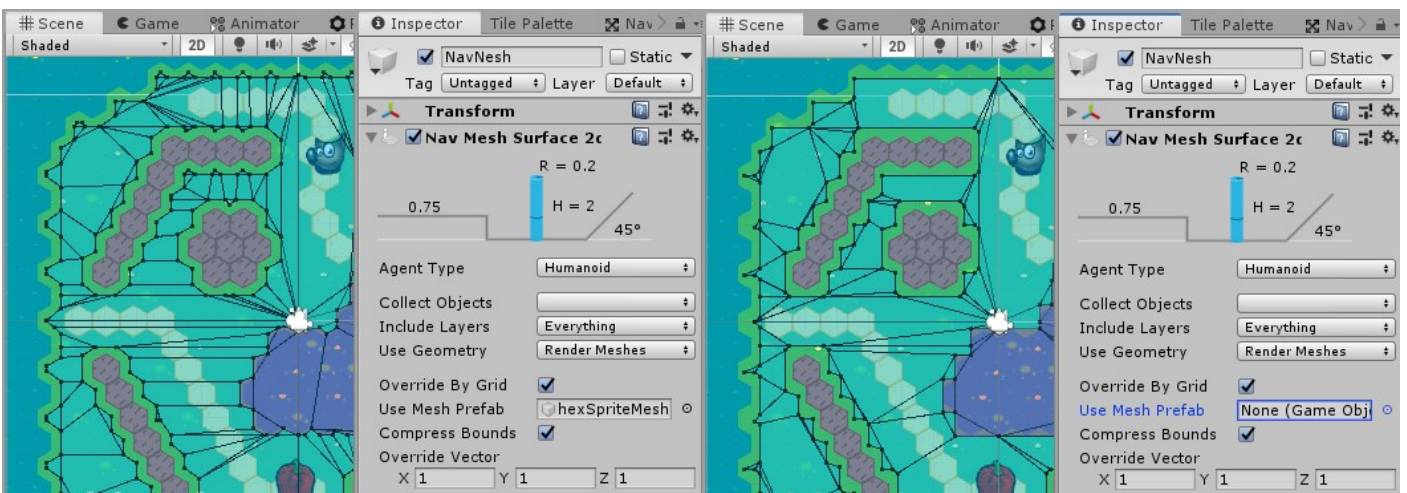 Scene Game Animator
Shaded 2D
Inspector Tile Palette Nav
NavNesh Static
Tag Untagged Layer Default
Transform
Nav Mesh Surface 2d
R = 0.2
0.75 H = 2
45°
Agent Type Humanoid
Collect Objects
Include Layers Everything
Use Geometry Render Meshes
Override By Grid
Use Mesh Prefab hexSpriteMesh
Compress Bounds
Override Vector
X 1 Y 1 Z 1
Scene Game Animator
Shaded 2D
Inspector Tile Palette Nav
NavNesh Static
Tag Untagged Layer Default
Transform
Nav Mesh Surface 2d
R = 0.2
0.75 H = 2
45°
Agent Type Humanoid
Collect Objects
Include Layers Everything
Use Geometry Render Meshes
Override By Grid
Use Mesh Prefab None (Game Obj
Compress Bounds
Override Vector
X 1 Y 1 Z 1